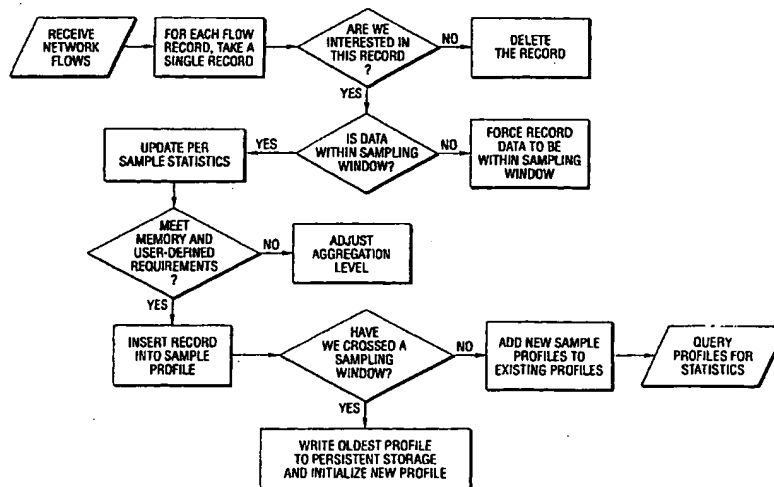 RECEIVE
NETWORK
FLOWS
FOR EACH FLOW
RECORD, TAKE A
SINGLE RECORD
ARE WE
INTERESTED IN
THIS RECORD
?
NO
DELETE
THE RECORD
YES
IS DATA
WITHIN SAMPLING
WINDOW?
NO
FORCE RECORD
DATA TO BE
WITHIN SAMPLING
WINDOW
YES
UPDATE PER
SAMPLE STATISTICS
MEET
MEMORY AND
USER-DEFINED
REQUIREMENTS
?
NO
ADJUST
AGGREGATION
LEVEL
YES
INSERT RECORD
INTO SAMPLE
PROFILE
HAVE
WE CROSSED A
SAMPLING
WINDOW?
NO
ADD NEW SAMPLE
PROFILES TO
EXISTING PROFILES
QUERY
PROFILES FOR
STATISTICS
YES
WRITE OLDEST PROFILE
TO PERSISTENT STORAGE
AND INITIALIZE NEW PROFILE